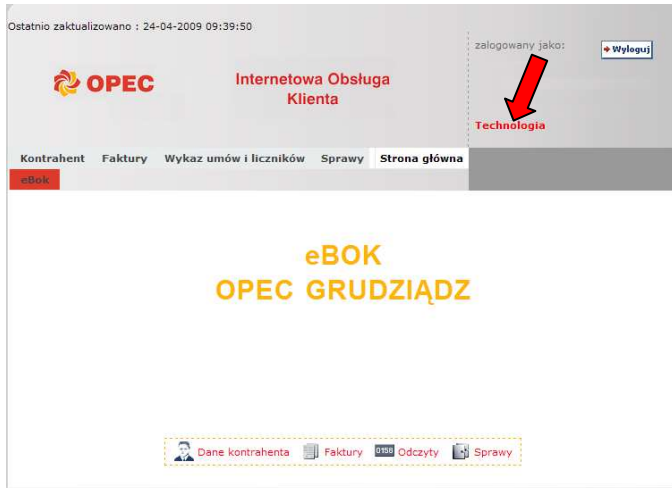 Ostatnio zaktualizowano : 24-04-2009 09:39:50
zalogowany jako:
Wyloguj
OPEC
Internetowa Obsługa
Klienta
Technologia
Kontrahent Faktury Wykaz umów i liczników Sprawy Strona główna
eBok
eBOK
OPEC GRUDZIĄDZ
Dane kontrahenta Faktury 0156 Odczyty Sprawy